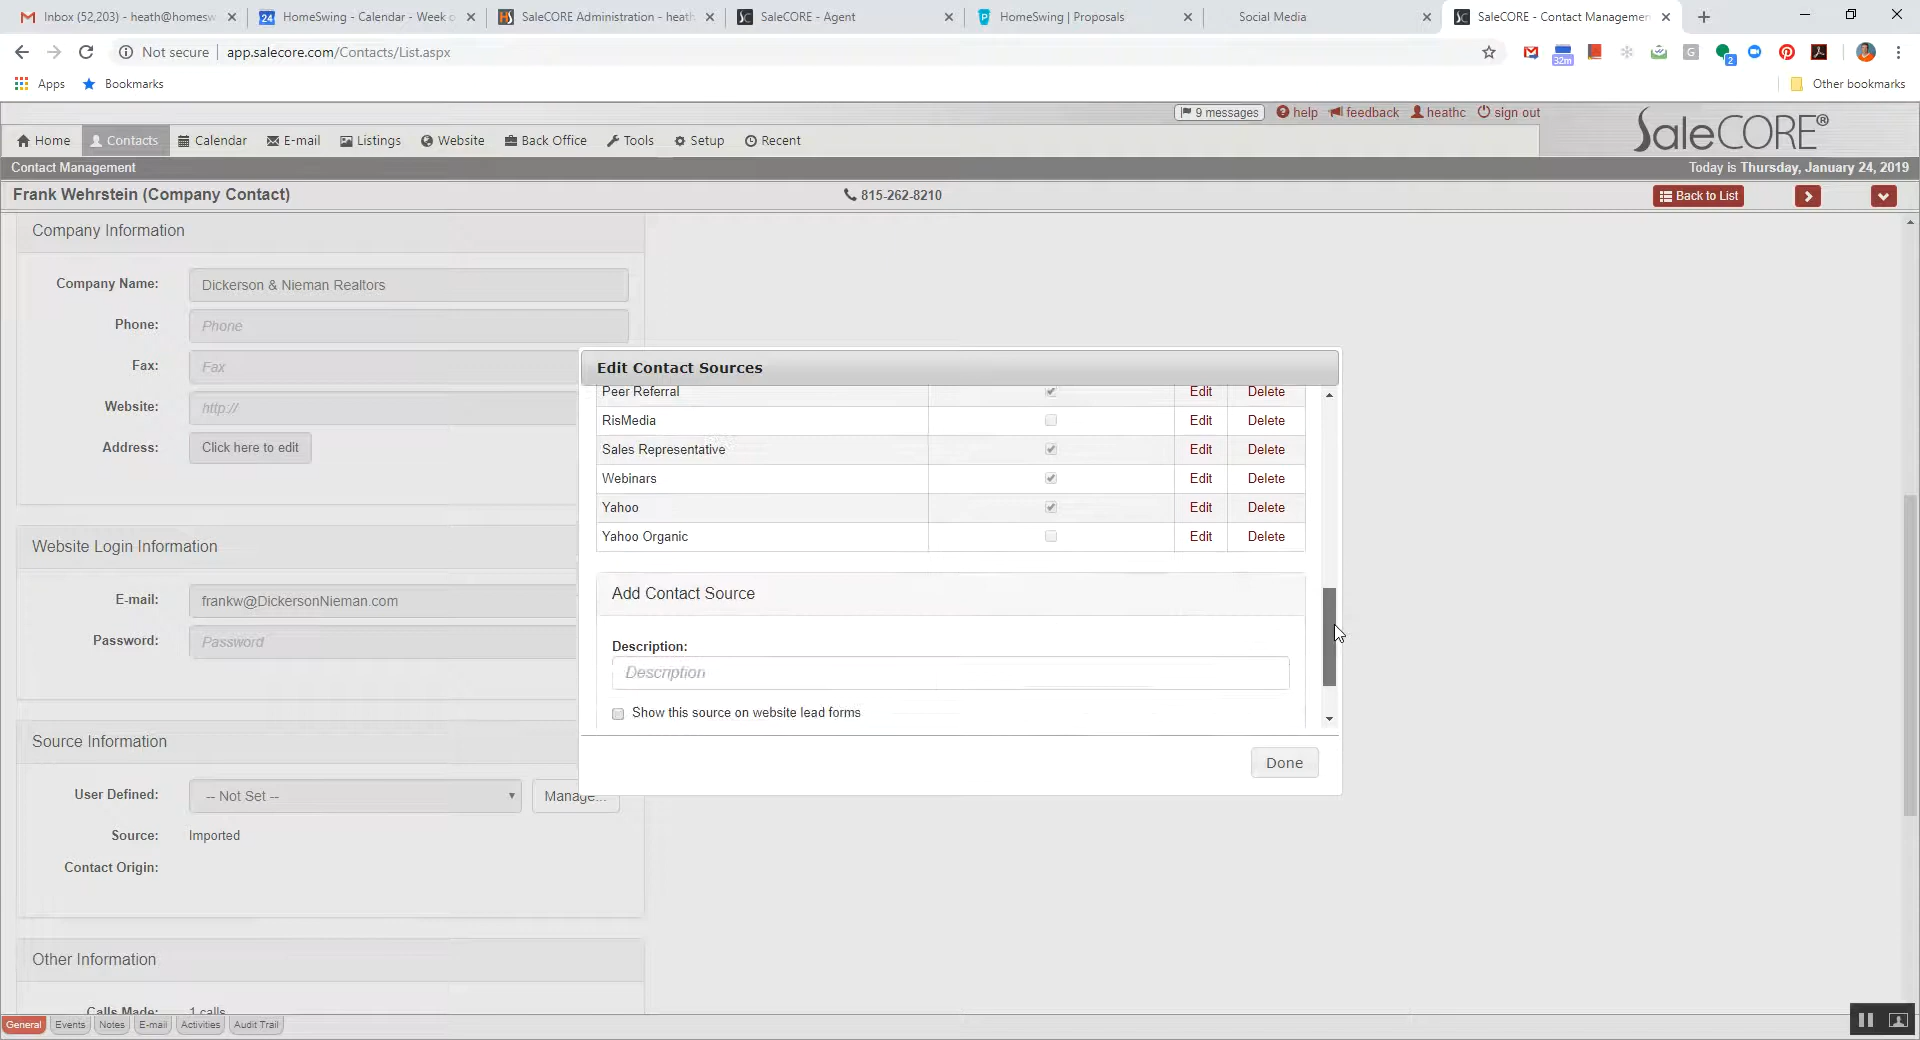 Inbox (52,203) - heath@homesw
HomeSwing - Calendar - Week o
SaleCORE Administration - heath
SaleCORE - Agent
HomeSwing | Proposals
Social Media
SaleCORE - Contact Managemen
Not secure
app.salecore.com/Contacts/List.aspx
32m
2
Apps
Bookmarks
Other bookmarks
9 messages
help
feedback
heathc
sign out
SaleCORE®
Home
Contacts
Calendar
E-mail
Listings
Website
Back Office
Tools
Setup
Recent
Contact Management
Today is Thursday, January 24, 2019
Frank Wehrstein (Company Contact)
815-262-8210
Back to List
Company Information
Company Name:
Dickerson & Nieman Realtors
Phone:
Phone
Fax:
Fax
Website:
http://
Address:
Click here to edit
Website Login Information
E-mail:
frankw@DickersonNieman.com
Password:
Password
Source Information
User Defined:
-- Not Set --
Manage...
Source:
Imported
Contact Origin:
Other Information
Calls Made:
1 calls
General
Events
Notes
E-mail
Activities
Audit Trail
Edit Contact Sources
Peer Referral
Edit
Delete
RisMedia
Edit
Delete
Sales Representative
Edit
Delete
Webinars
Edit
Delete
Yahoo
Edit
Delete
Yahoo Organic
Edit
Delete
Add Contact Source
Description:
Description
Show this source on website lead forms
Done